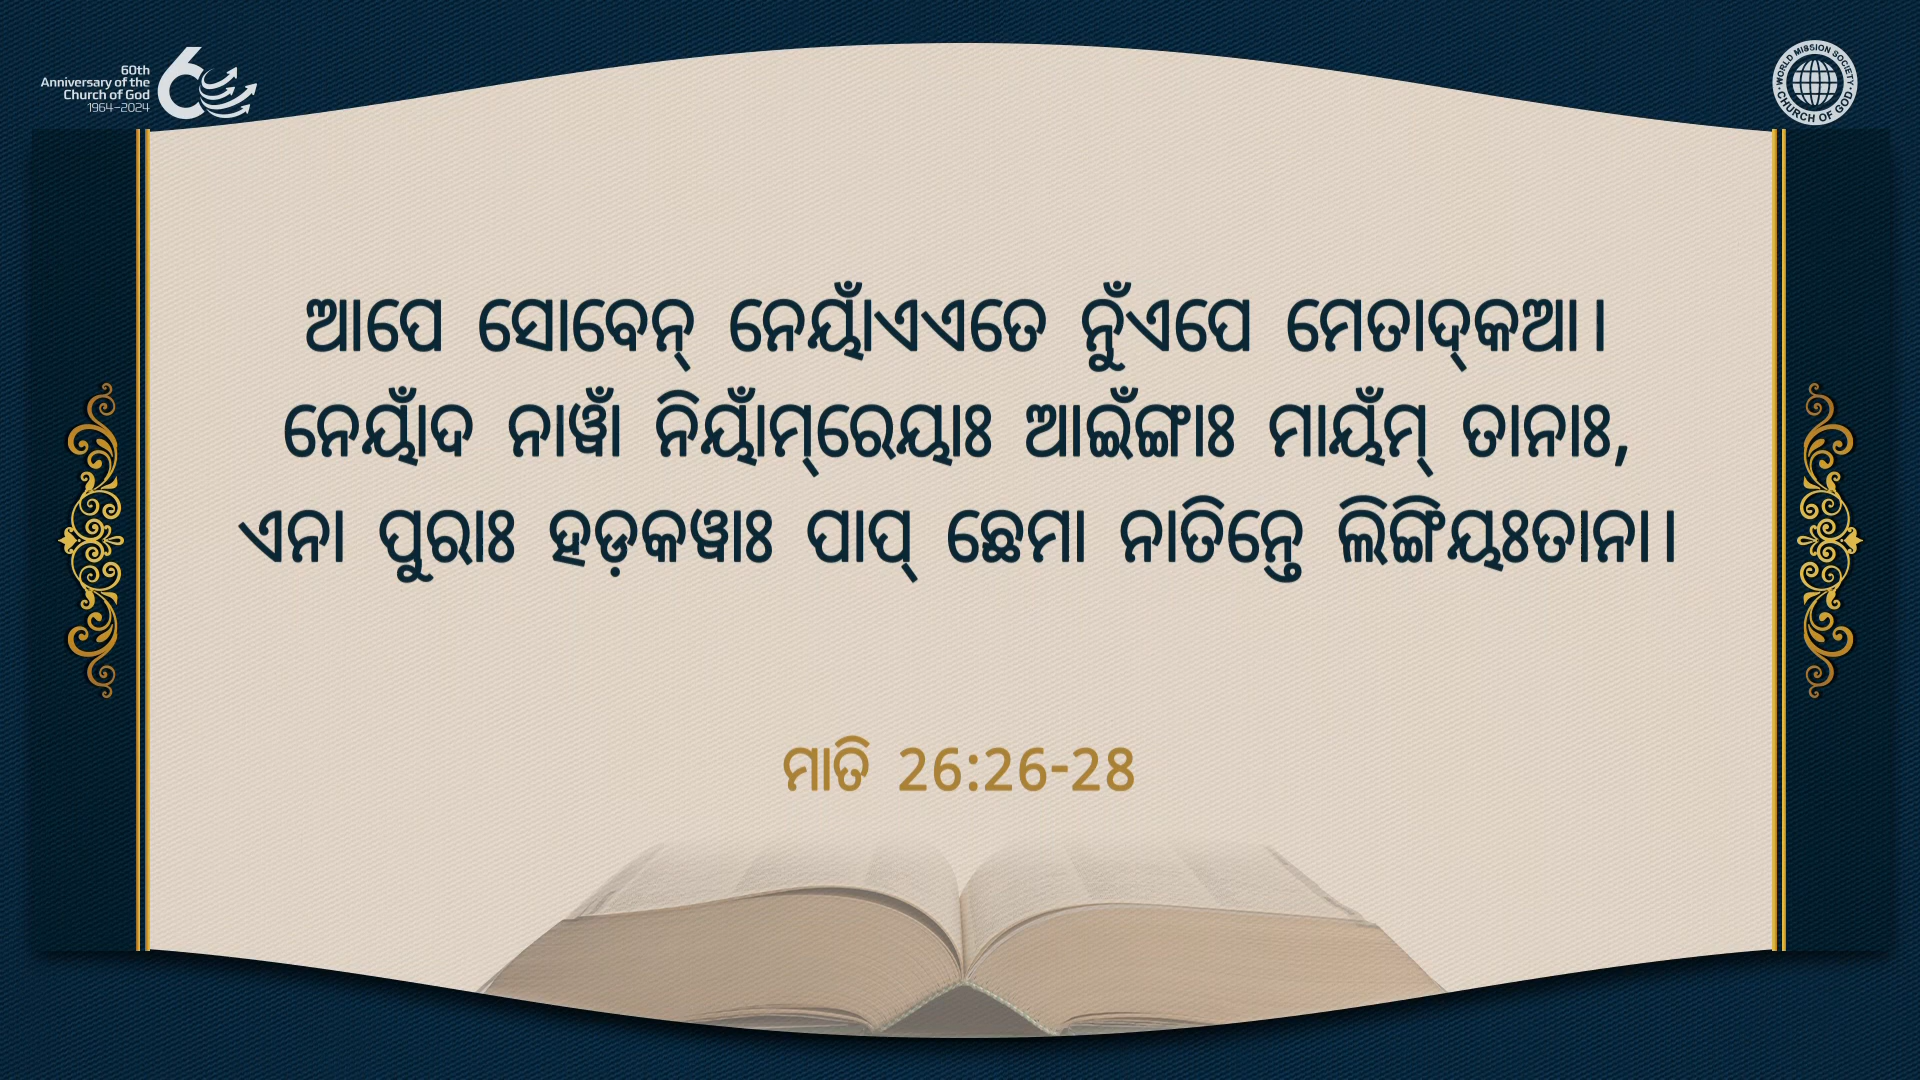 60th
Anniversary of the
Church of God
1964–2024
60
WORLD MISSION SOCIETY
CHURCH OF GOD
ଆପେ ସୋବେନ୍ ନେୟାଁଏଏତେ ନୁଁଏପେ ମେତାଦ୍‌କଆ।
ନେୟାଁଦ ନାୱାଁ ନିୟାଁମ୍‌ରେୟାଃ ଆଇଁଙ୍ଗାଃ ମାୟଁମ୍ ତାନାଃ,
ଏନା ପୁରାଃ ହଡ଼କୱାଃ ପାପ୍ ଛେମା ନାତିନ୍ତେ ଲିଙ୍ଗିୟଃତାନା।
ମାତି 26:26-28